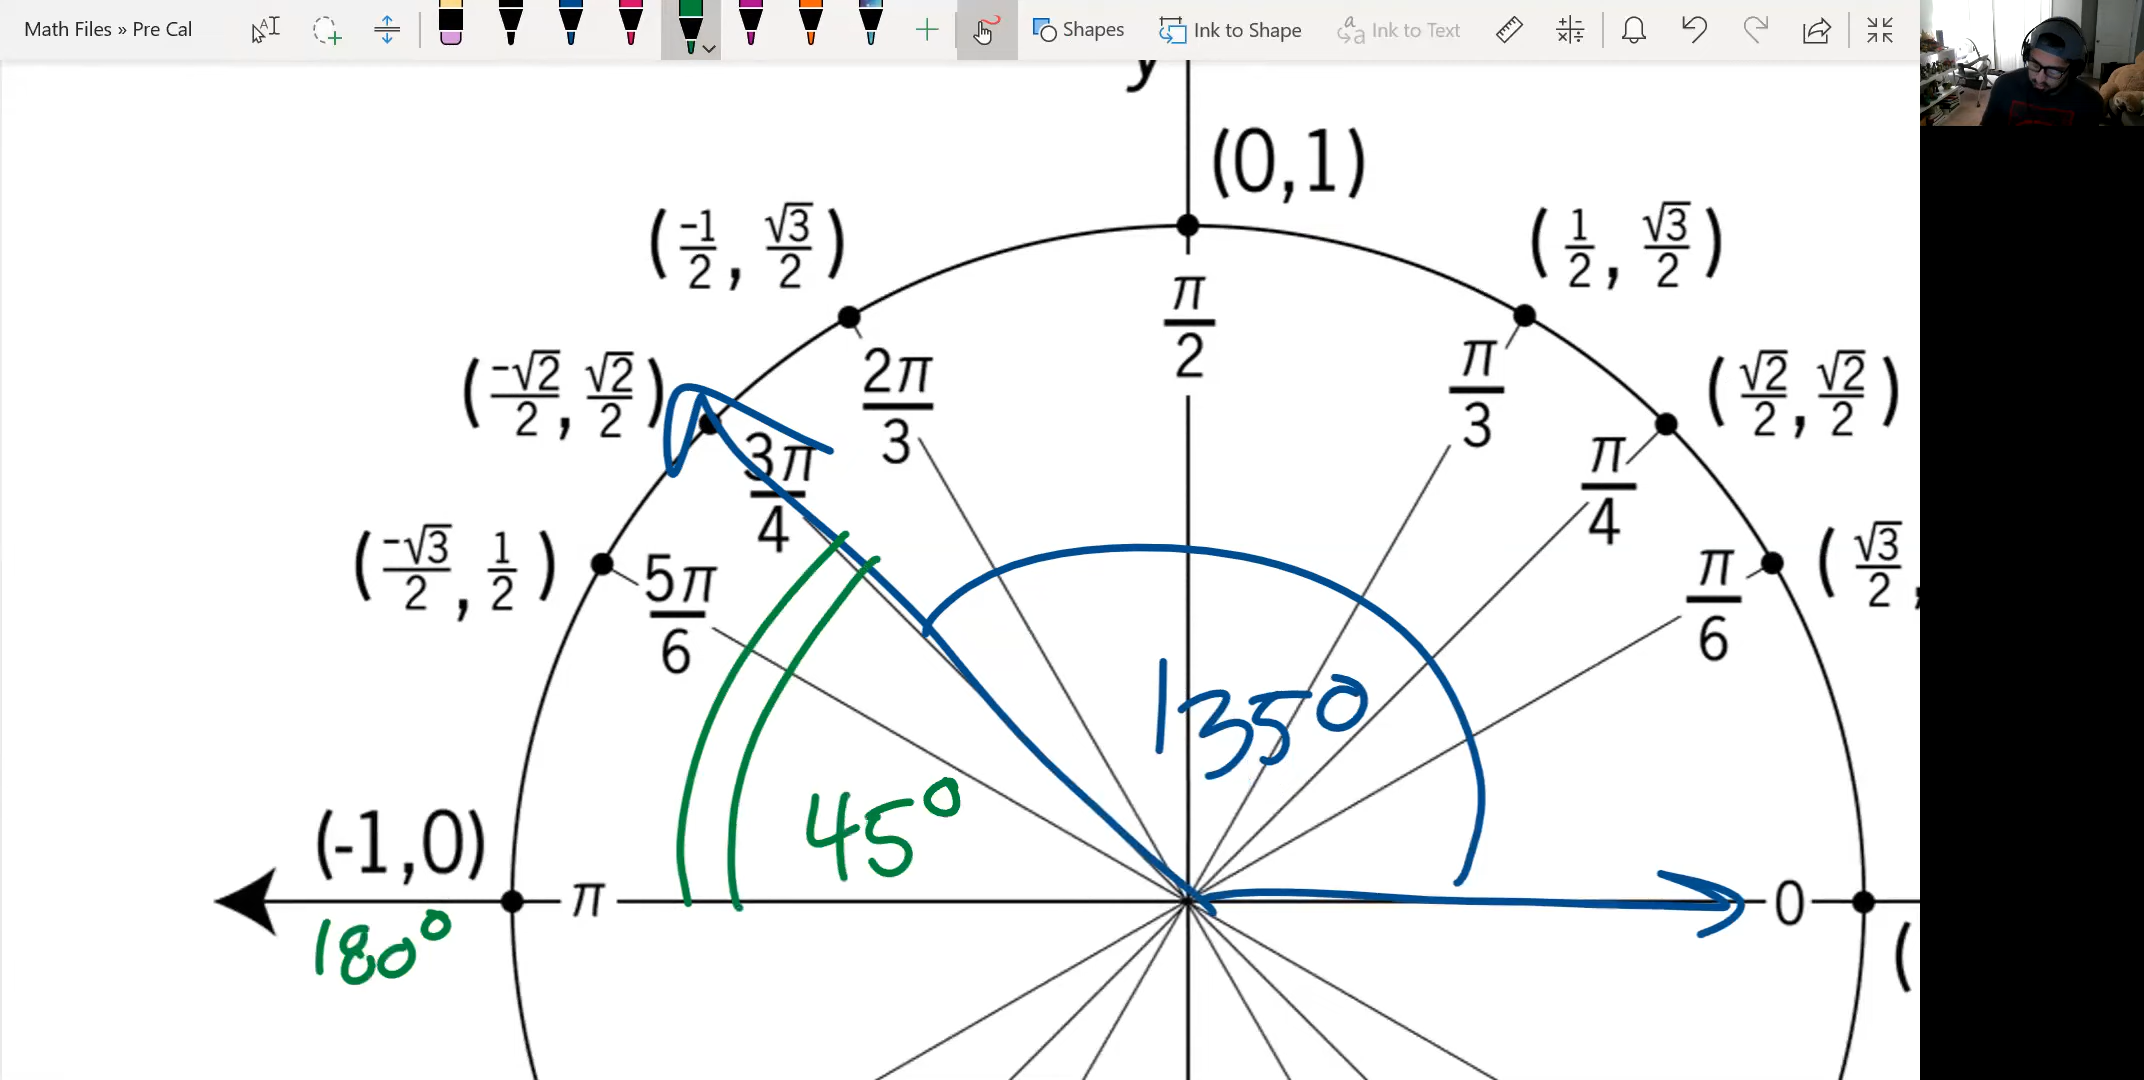 Math Files » Pre Cal
Shapes
Ink to Shape
Ink to Text
y
(0,1)
(-1/2, √3/2)
(1/2, √3/2)
π/2
(-√2/2, √2/2)
2π/3
π/3
(√2/2, √2/2)
3π/4
π/4
(-√3/2, 1/2)
5π/6
π/6
(√3/2,
135°
45°
(-1,0)
π
0
180°
(